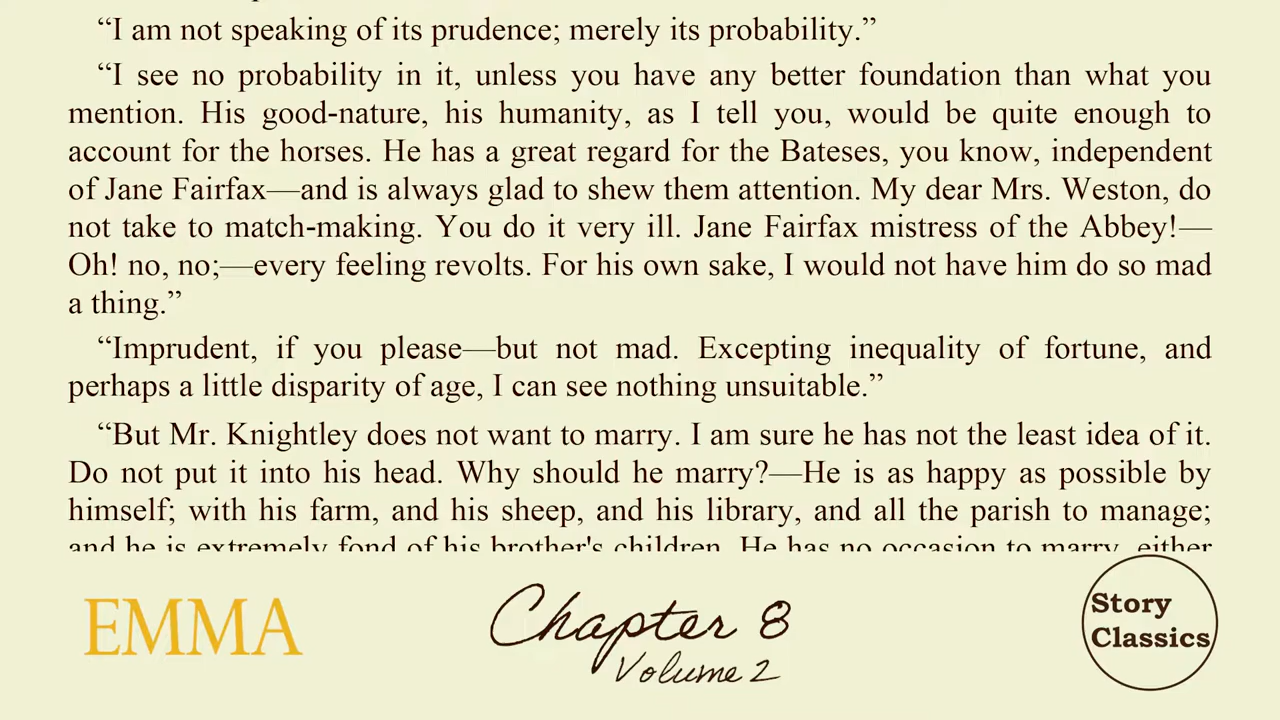 “I am not speaking of its prudence; merely its probability.”
“I see no probability in it, unless you have any better foundation than what you
mention. His good-nature, his humanity, as I tell you, would be quite enough to
account for the horses. He has a great regard for the Bateses, you know, independent
of Jane Fairfax—and is always glad to shew them attention. My dear Mrs. Weston, do
not take to match-making. You do it very ill. Jane Fairfax mistress of the Abbey!—
Oh! no, no;—every feeling revolts. For his own sake, I would not have him do so mad
a thing.”
“Imprudent, if you please—but not mad. Excepting inequality of fortune, and
perhaps a little disparity of age, I can see nothing unsuitable.”
“But Mr. Knightley does not want to marry. I am sure he has not the least idea of it.
Do not put it into his head. Why should he marry?—He is as happy as possible by
himself; with his farm, and his sheep, and his library, and all the parish to manage;
and he is extremely fond of his brother's children. He has no occasion to marry, either
EMMA
Chapter 8
Volume 2
Story
Classics